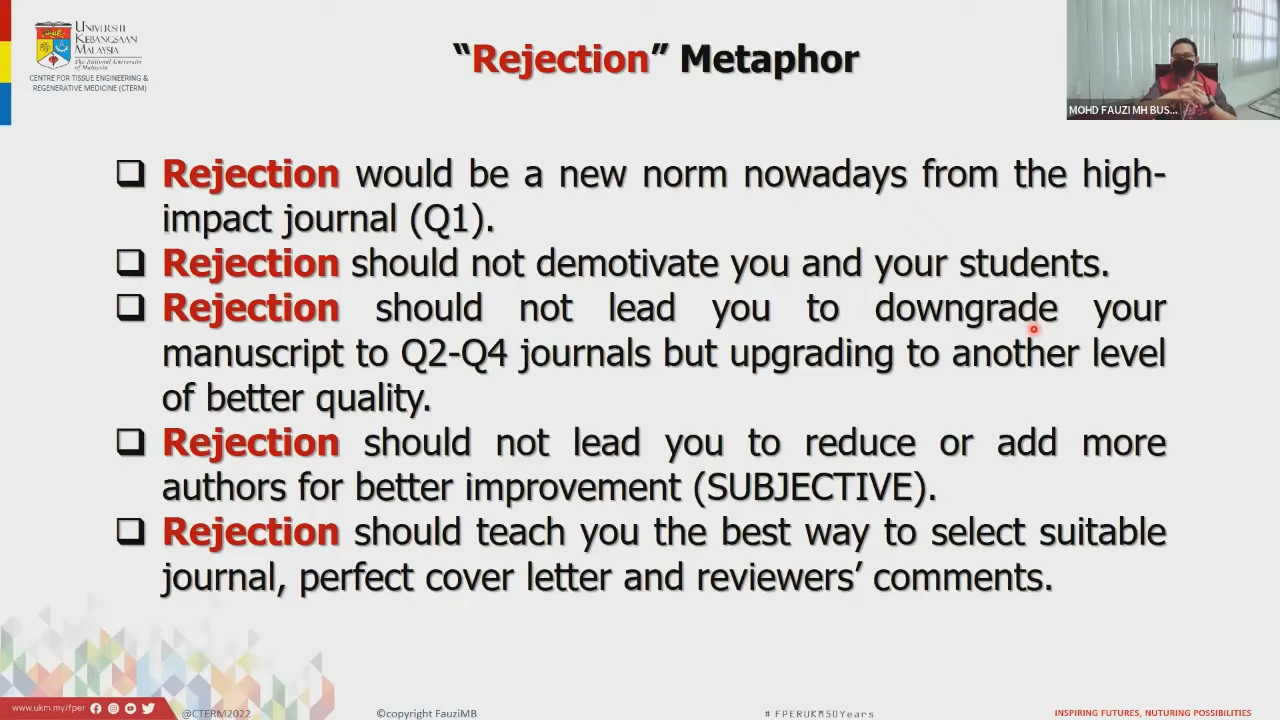 UNIVERSITI
KEBANGSAAN
MALAYSIA
The National University
of Malaysia
CENTRE FOR TISSUE ENGINEERING &
REGENERATIVE MEDICINE (CTERM)
“Rejection” Metaphor
MOHD FAUZI MH BUS...
Rejection would be a new norm nowadays from the high-
impact journal (Q1).
Rejection should not demotivate you and your students.
Rejection should not lead you to downgrade your
manuscript to Q2-Q4 journals but upgrading to another level
of better quality.
Rejection should not lead you to reduce or add more
authors for better improvement (SUBJECTIVE).
Rejection should teach you the best way to select suitable
journal, perfect cover letter and reviewers’ comments.
www.ukm.my/fper
@CTERM2022
©copyright FauziMB
#FPERUKM50Years
INSPIRING FUTURES, NUTURING POSSIBILITIES